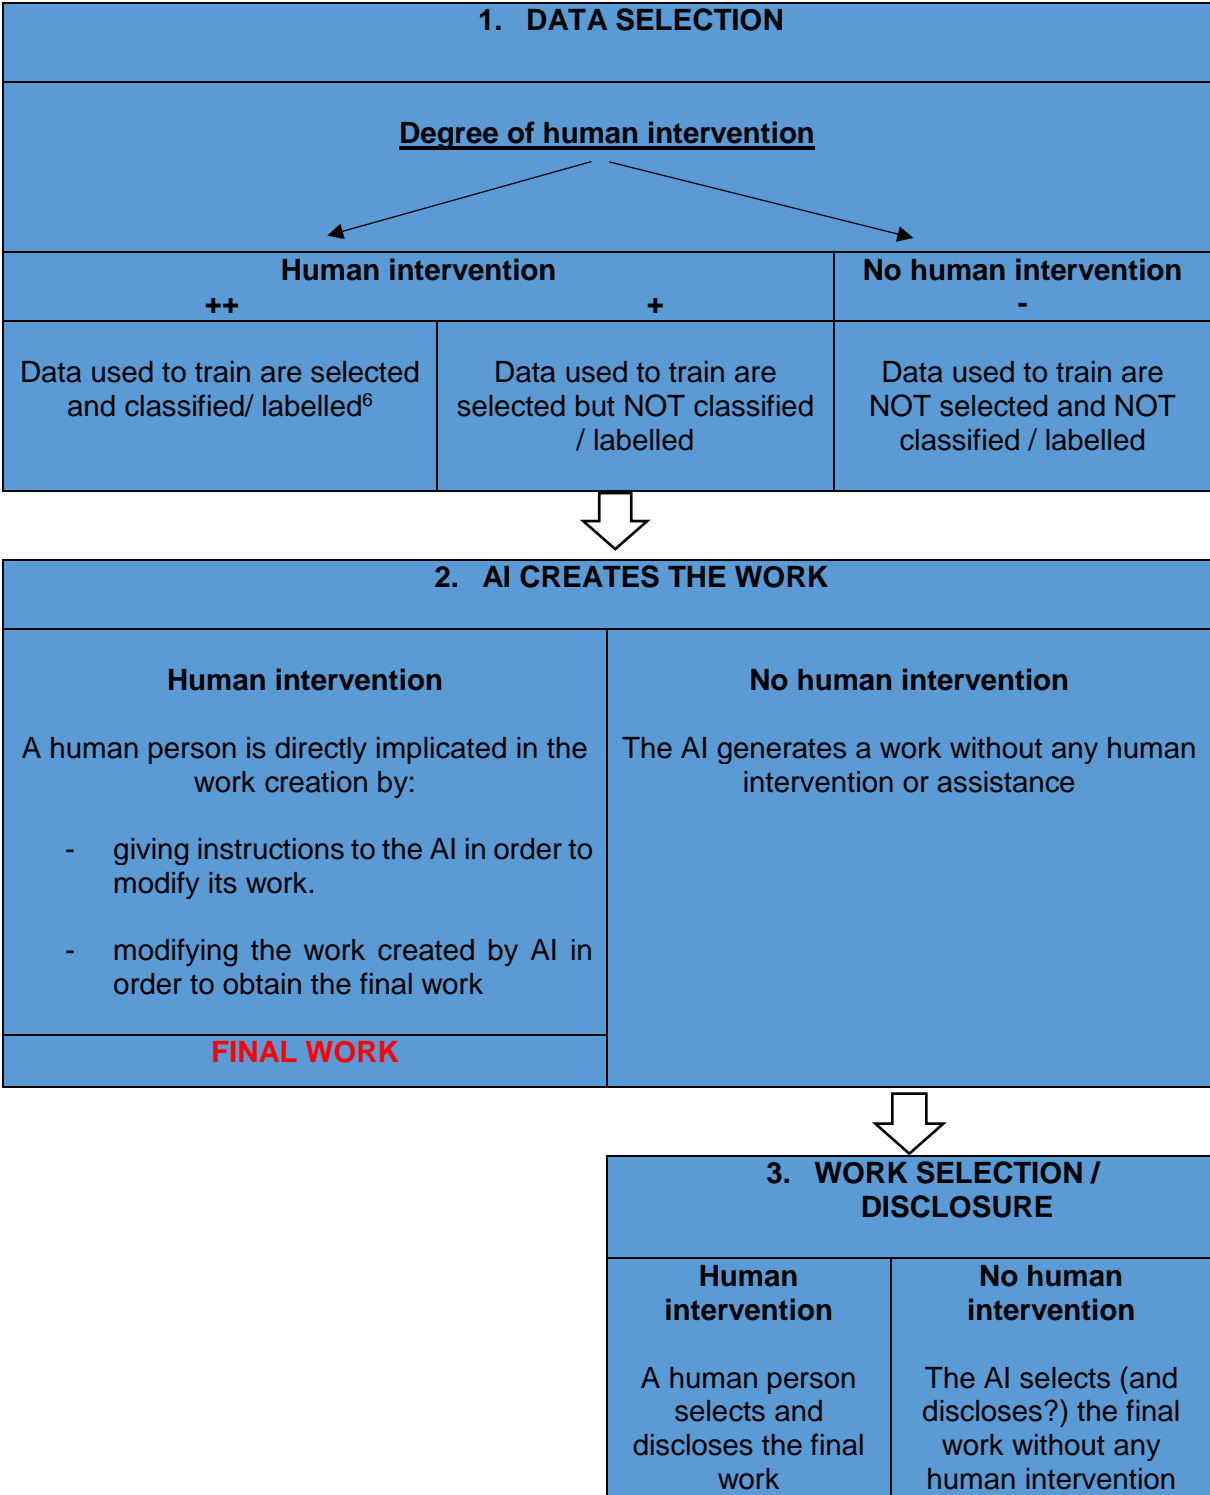 1. DATA SELECTION
Degree of human intervention
Human intervention
++ +
No human intervention
-
Data used to train are selected
and classified/ labelled⁶
Data used to train are
selected but NOT classified
/ labelled
Data used to train are
NOT selected and NOT
classified / labelled
2. AI CREATES THE WORK
Human intervention
A human person is directly implicated in the
work creation by:
- giving instructions to the AI in order to
modify its work.
- modifying the work created by AI in
order to obtain the final work
FINAL WORK
No human intervention
The AI generates a work without any human
intervention or assistance
3. WORK SELECTION /
DISCLOSURE
Human
intervention
A human person
selects and
discloses the final
work
No human
intervention
The AI selects (and
discloses?) the final
work without any
human intervention